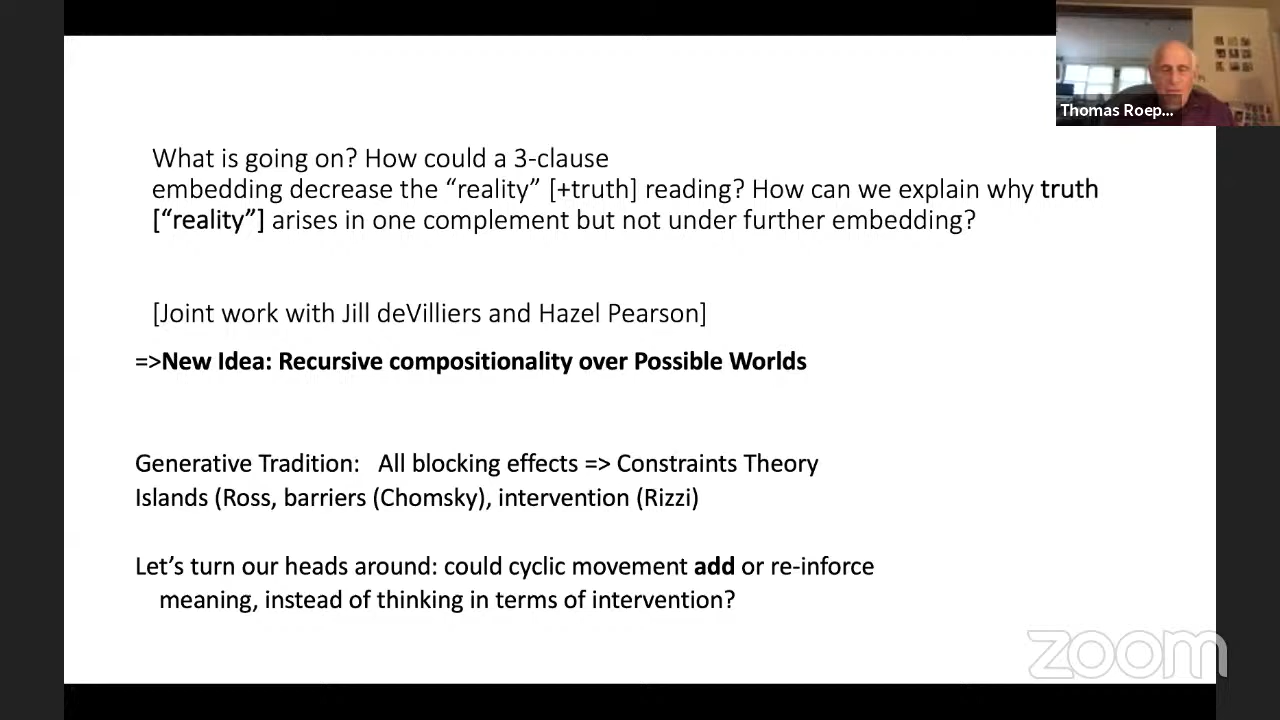 Thomas Roep...
What is going on? How could a 3-clause
embedding decrease the “reality” [+truth] reading? How can we explain why truth
[“reality”] arises in one complement but not under further embedding?
[Joint work with Jill deVilliers and Hazel Pearson]
=>New Idea: Recursive compositionality over Possible Worlds
Generative Tradition: All blocking effects => Constraints Theory
Islands (Ross, barriers (Chomsky), intervention (Rizzi)
Let’s turn our heads around: could cyclic movement add or re-inforce
meaning, instead of thinking in terms of intervention?
zoom